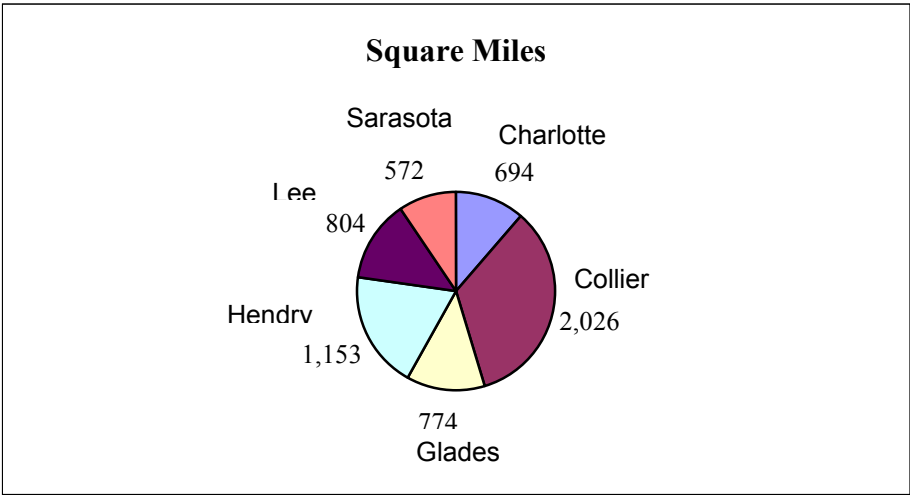 Square Miles
Sarasota
572
Charlotte
694
Lee
804
Collier
2,026
Hendry
1,153
774
Glades